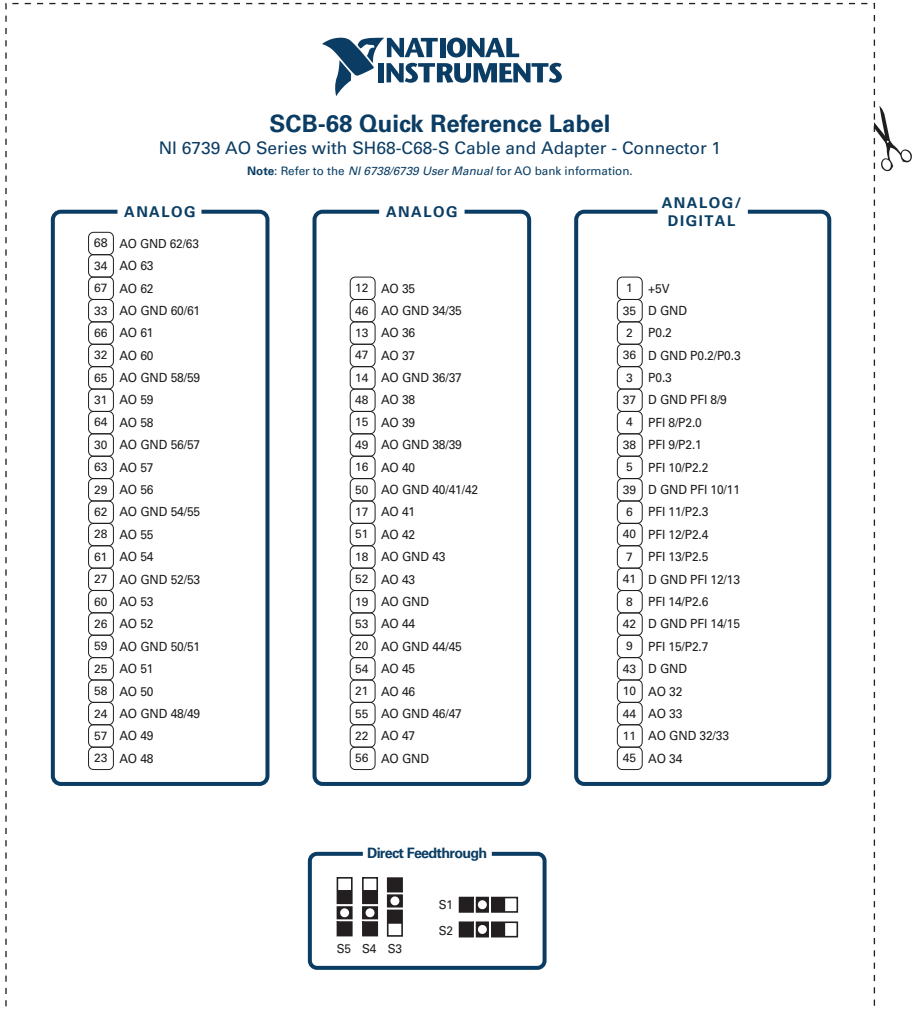 NATIONAL
INSTRUMENTS
SCB-68 Quick Reference Label
NI 6739 AO Series with SH68-C68-S Cable and Adapter - Connector 1
Note: Refer to the NI 6738/6739 User Manual for AO bank information.
ANALOG
68 AO GND 62/63
34 AO 63
67 AO 62
33 AO GND 60/61
66 AO 61
32 AO 60
65 AO GND 58/59
31 AO 59
64 AO 58
30 AO GND 56/57
63 AO 57
29 AO 56
62 AO GND 54/55
28 AO 55
61 AO 54
27 AO GND 52/53
60 AO 53
26 AO 52
59 AO GND 50/51
25 AO 51
58 AO 50
24 AO GND 48/49
57 AO 49
23 AO 48
ANALOG
12 AO 35
46 AO GND 34/35
13 AO 36
47 AO 37
14 AO GND 36/37
48 AO 38
15 AO 39
49 AO GND 38/39
16 AO 40
50 AO GND 40/41/42
17 AO 41
51 AO 42
18 AO GND 43
52 AO 43
19 AO GND
53 AO 44
20 AO GND 44/45
54 AO 45
21 AO 46
55 AO GND 46/47
22 AO 47
56 AO GND
ANALOG/
DIGITAL
1 +5V
35 D GND
2 P0.2
36 D GND P0.2/P0.3
3 P0.3
37 D GND PFI 8/9
4 PFI 8/P2.0
38 PFI 9/P2.1
5 PFI 10/P2.2
39 D GND PFI 10/11
6 PFI 11/P2.3
40 PFI 12/P2.4
7 PFI 13/P2.5
41 D GND PFI 12/13
8 PFI 14/P2.6
42 D GND PFI 14/15
9 PFI 15/P2.7
43 D GND
10 AO 32
44 AO 33
11 AO GND 32/33
45 AO 34
Direct Feedthrough
S1
S2
S5 S4 S3